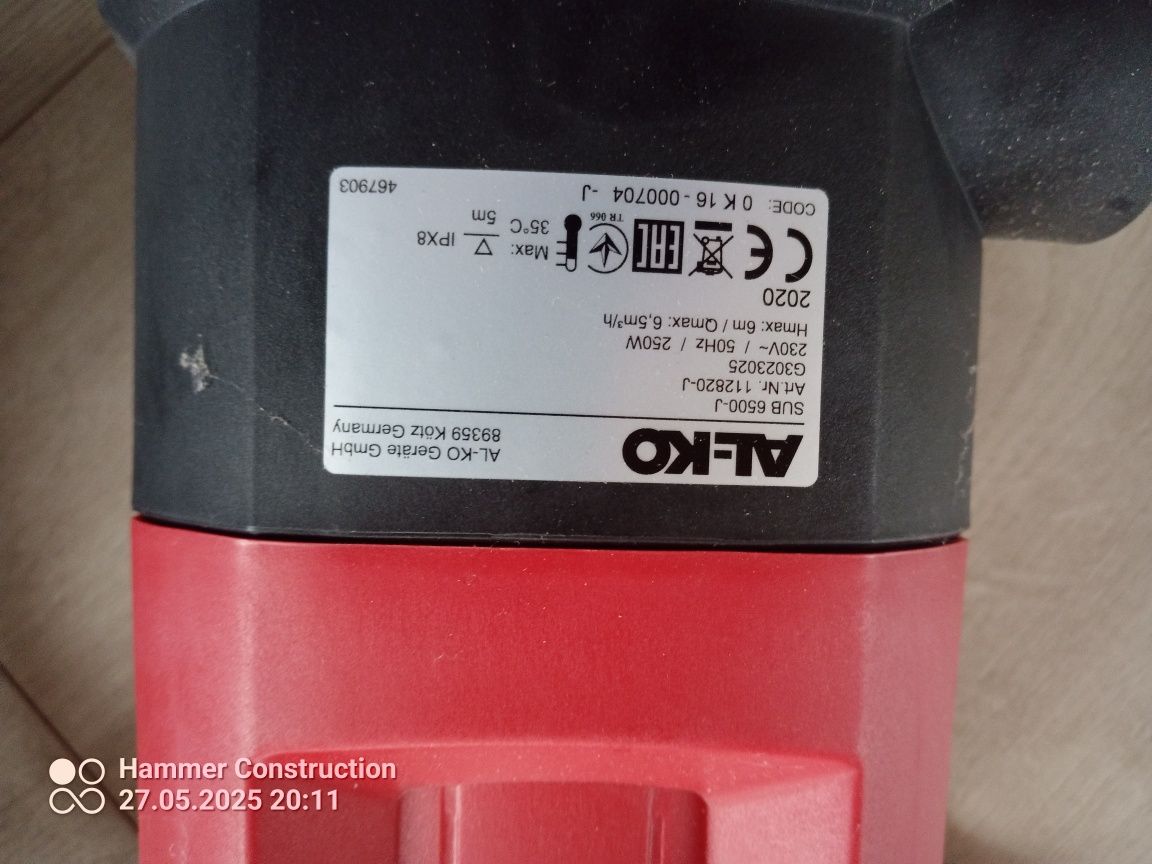 AL-KO
AL-KO Geräte GmbH
89359 Kötz Germany
SUB 6500-J
Art.Nr. 112820-J
G3023025
230V~ / 50Hz / 250W
Hmax: 6m / Qmax: 6,5m³/h
2020
CE EAC TR 066 Max: 35°C 5m IPX8
CODE: 0 K 16 - 000704 -J
467903
Hammer Construction
27.05.2025 20:11